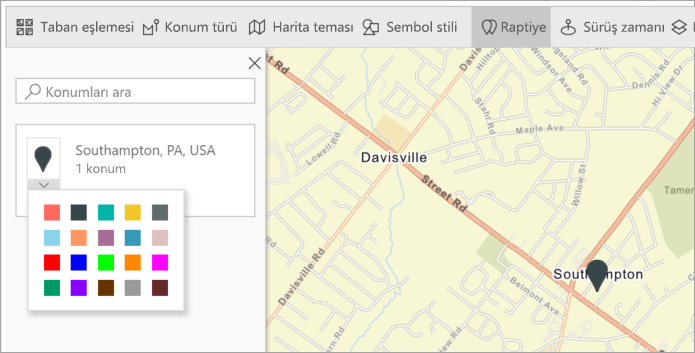 Taban eşlemesi Konum türü Harita teması Sembol stili Raptiye Sürüş zamanı
Konumları ara
Southampton, PA, USA
1 konum
Street Rd
Davisville
Street Rd
Davisville Rd
Lowell Rd
Stahl Rd
Maple Ave
Willow St
Windsor Ave
Dennis Rd
Hi View Dr
Southampton
Belmont Ave